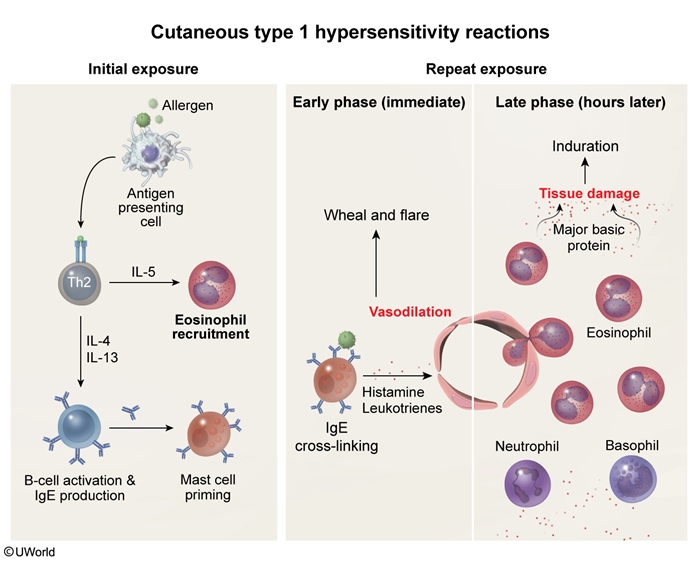 Cutaneous type 1 hypersensitivity reactions
Initial exposure
Repeat exposure
Allergen
Antigen
presenting
cell
Th2
IL-5
Eosinophil
recruitment
IL-4
IL-13
B-cell activation &
IgE production
Mast cell
priming
Early phase (immediate)
Wheal and flare
Vasodilation
Histamine
Leukotrienes
IgE
cross-linking
Late phase (hours later)
Induration
Tissue damage
Major basic
protein
Eosinophil
Neutrophil
Basophil
©UWorld